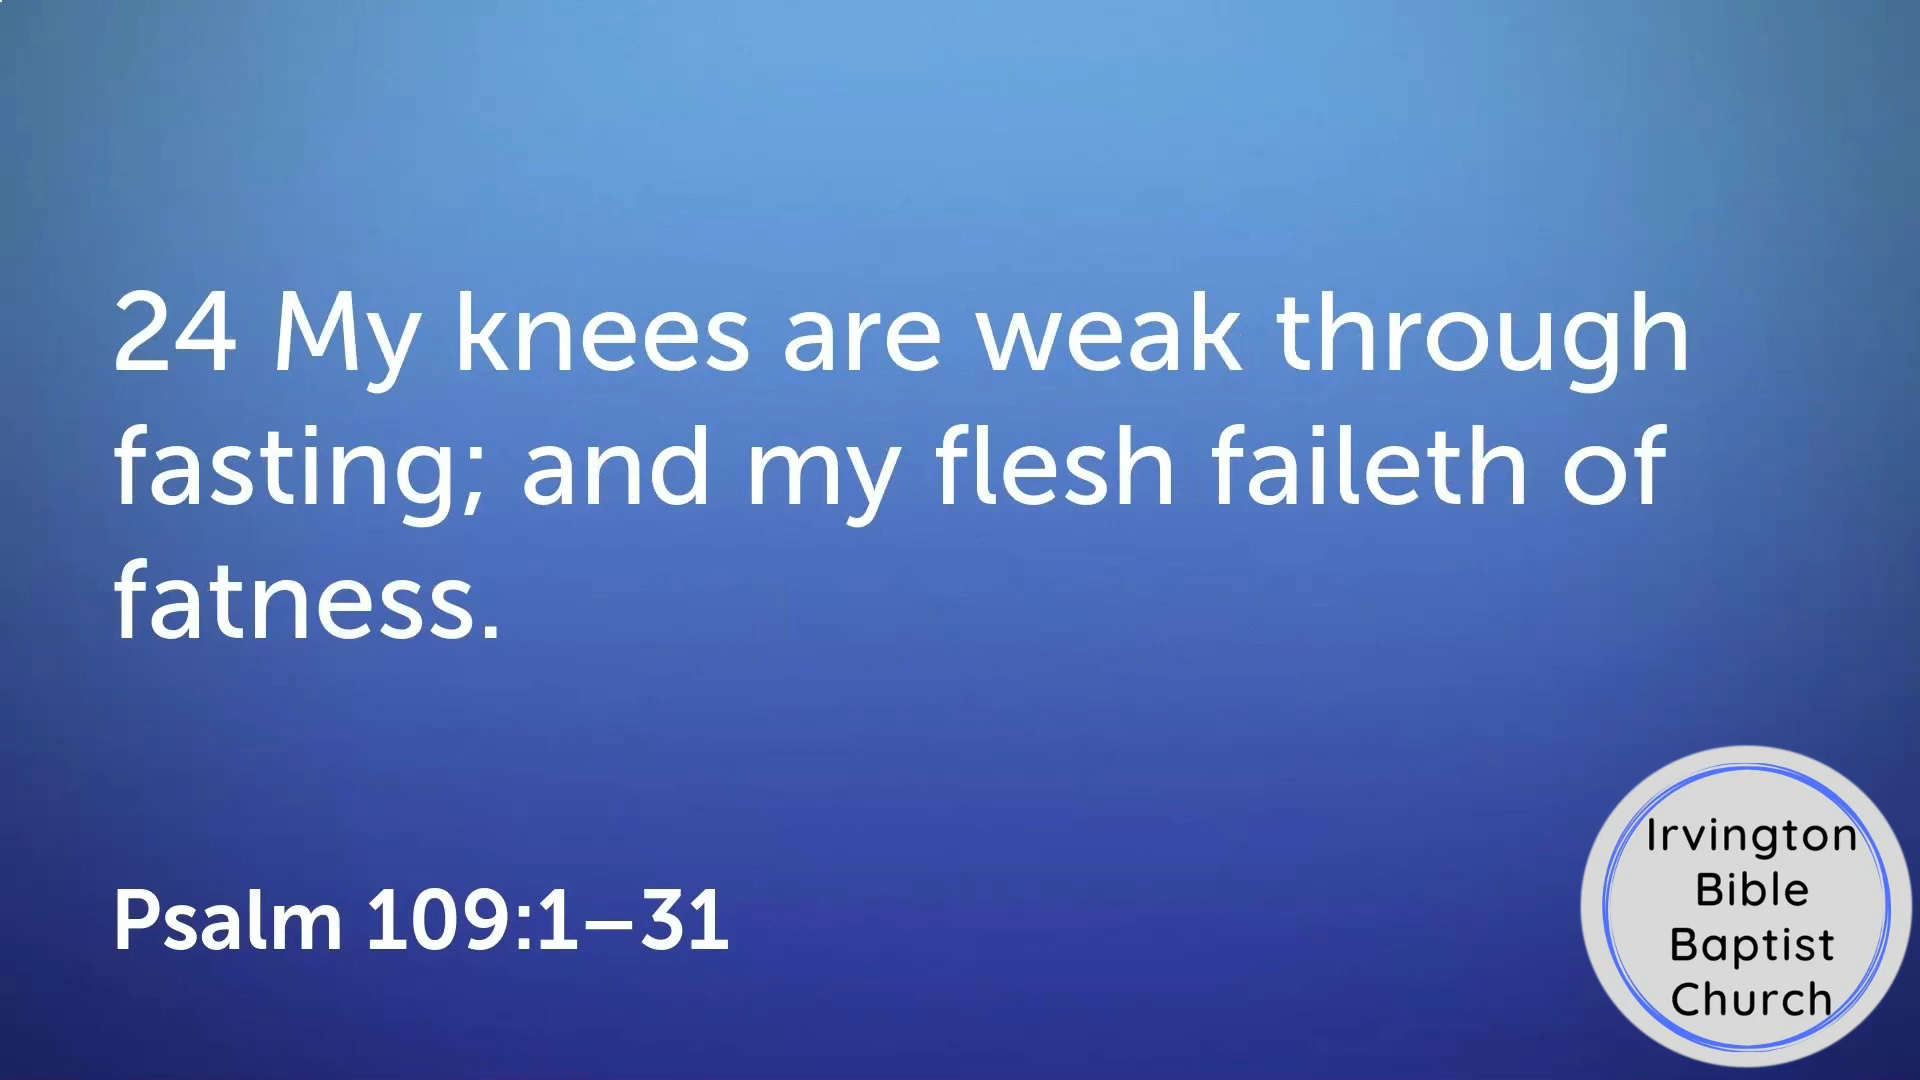 24 My knees are weak through
fasting; and my flesh faileth of
fatness.
Psalm 109:1–31
Irvington
Bible
Baptist
Church